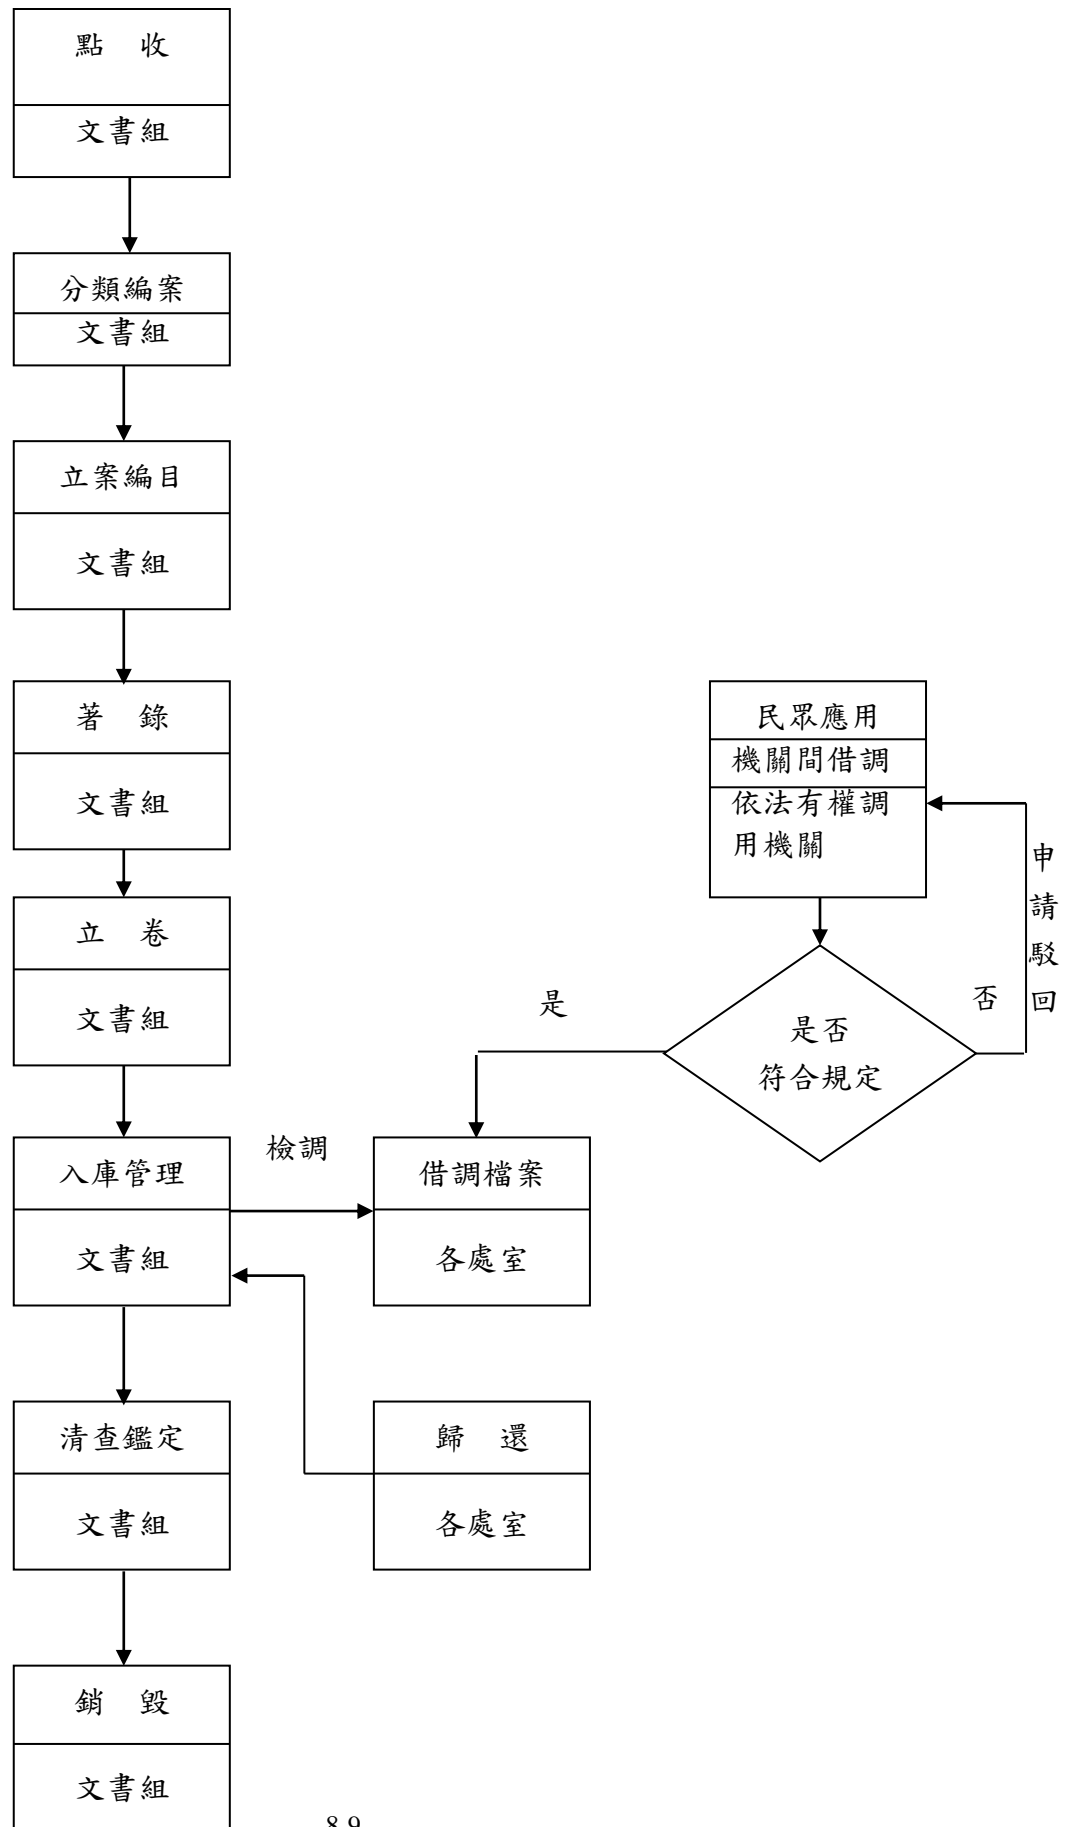 點　收
文書組
分類編案
文書組
立案編目
文書組
著　錄
文書組
立　卷
文書組
入庫管理
文書組
清查鑑定
文書組
銷　毀
文書組
檢調
借調檔案
各處室
歸　還
各處室
民眾應用
機關間借調
依法有權調
用機關
是否
符合規定
是
否
申
請
駁
回
89